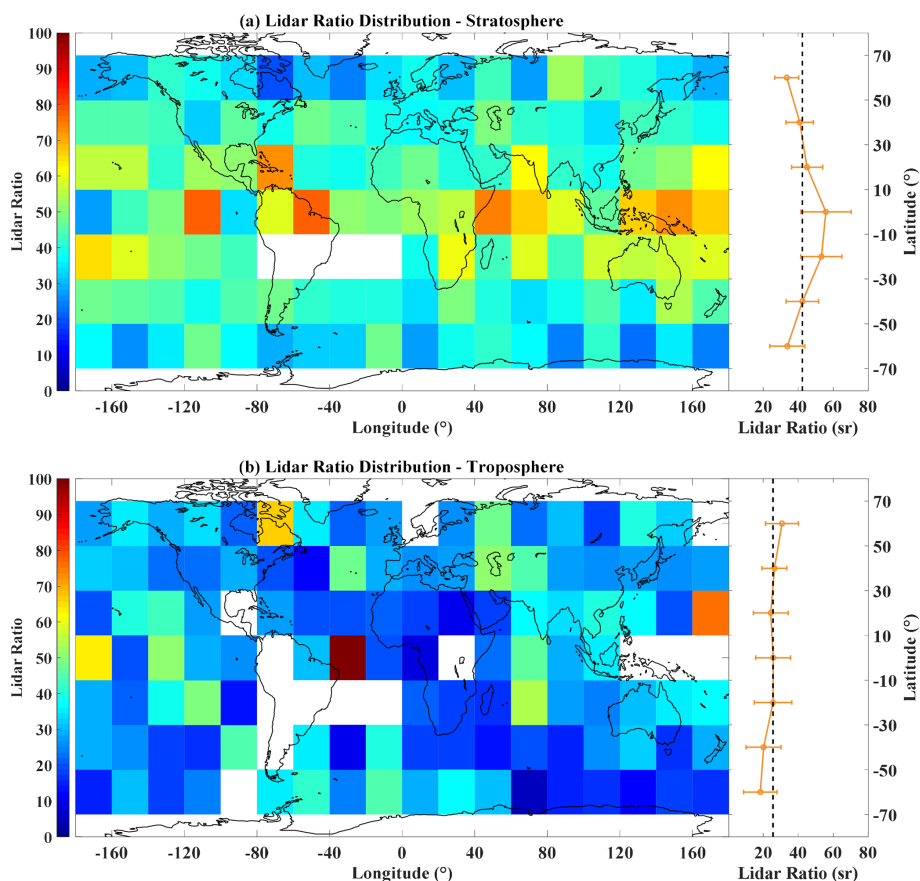 (a) Lidar Ratio Distribution - Stratosphere
100
90
80
70
60
50
40
30
20
10
0
Lidar Ratio
-160 -120 -80 -40 0 40 80 120 160
Longitude (°)
70
50
30
10
-10
-30
-50
-70
Latitude (°)
20 40 60 80
Lidar Ratio (sr)
(b) Lidar Ratio Distribution - Troposphere
100
90
80
70
60
50
40
30
20
10
0
Lidar Ratio
-160 -120 -80 -40 0 40 80 120 160
Longitude (°)
70
50
30
10
-10
-30
-50
-70
Latitude (°)
20 40 60 80
Lidar Ratio (sr)